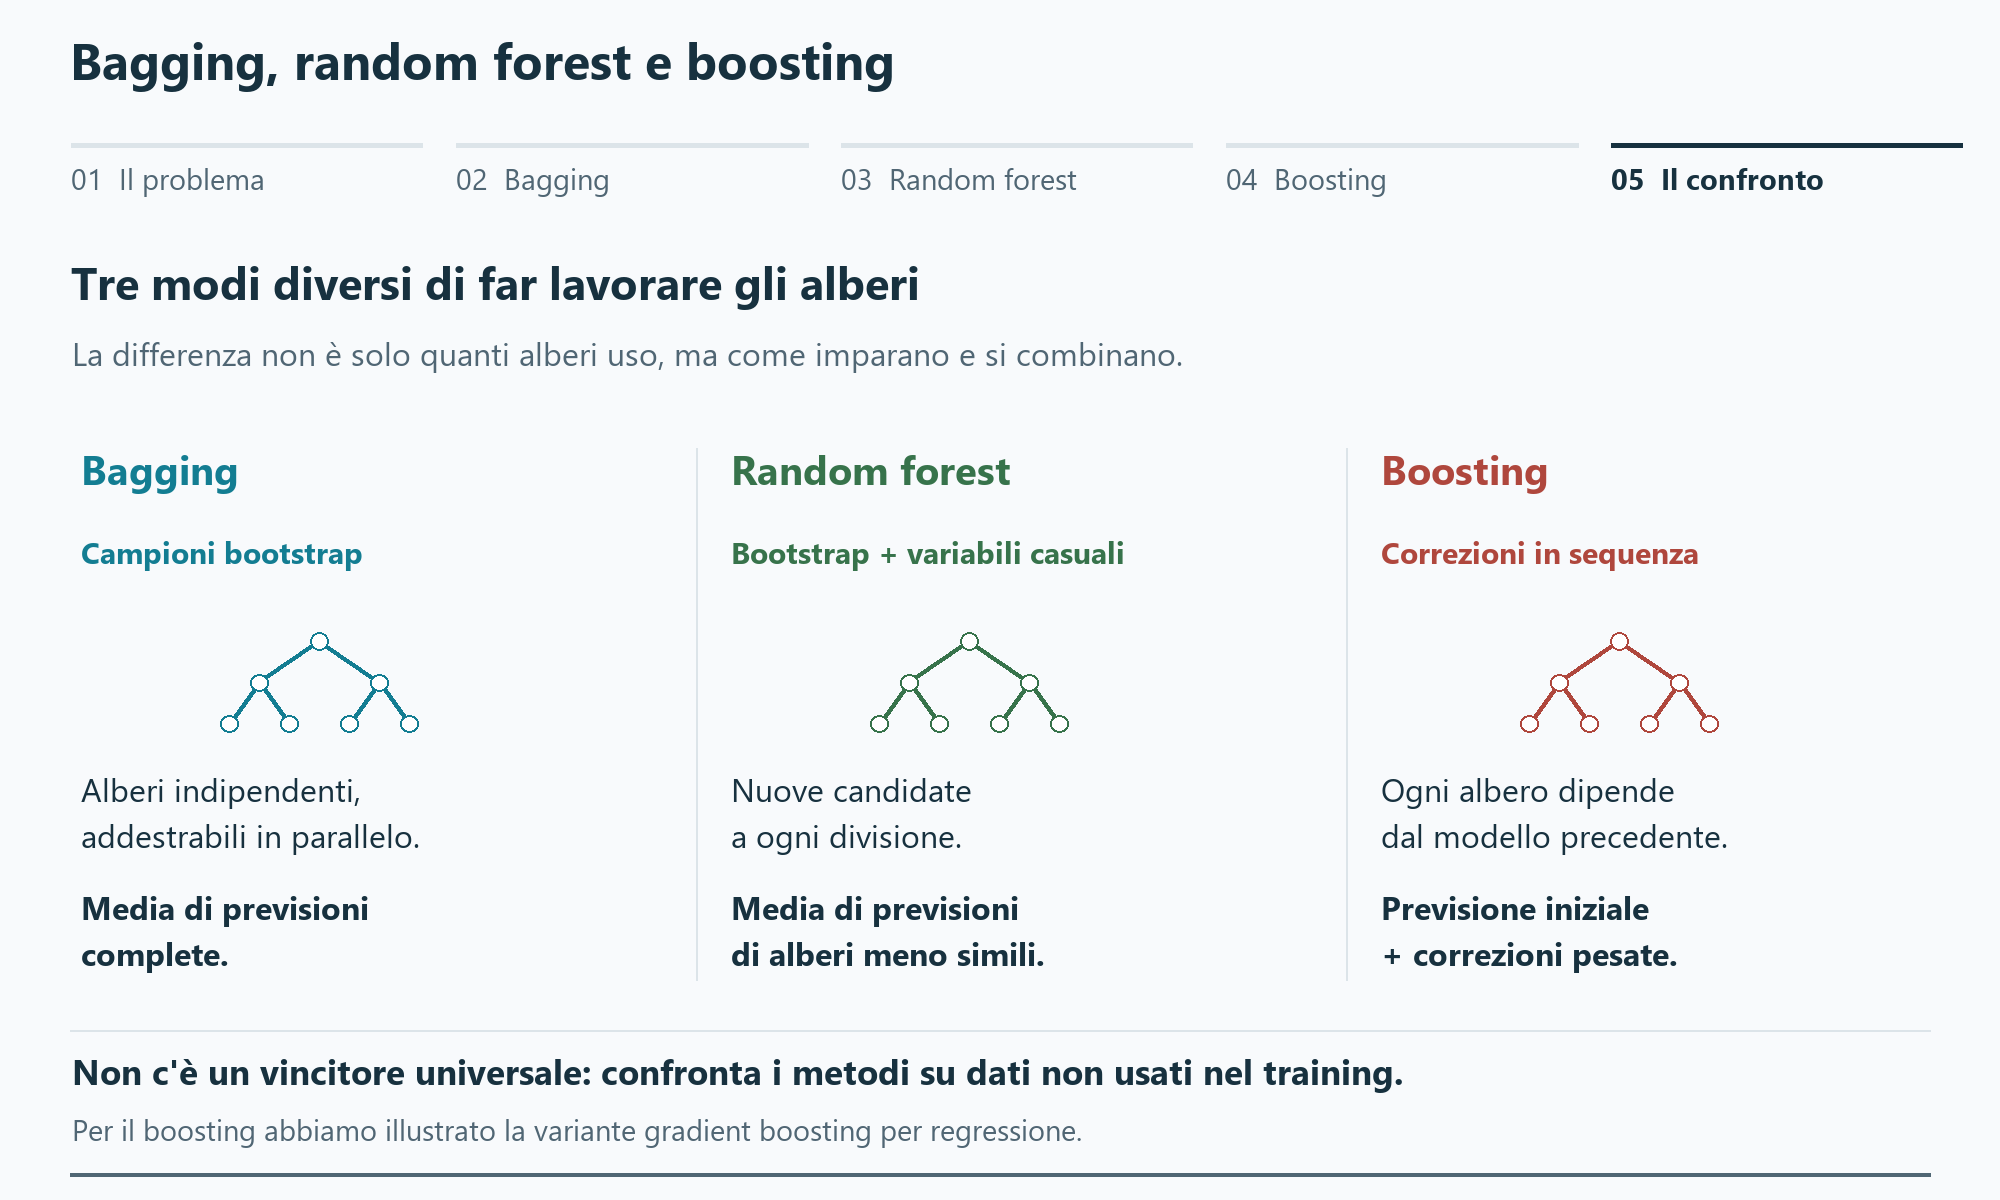 Bagging, random forest e boosting
01 Il problema
02 Bagging
03 Random forest
04 Boosting
05 Il confronto
Tre modi diversi di far lavorare gli alberi
La differenza non è solo quanti alberi uso, ma come imparano e si combinano.
Bagging
Campioni bootstrap
Alberi indipendenti,
addestrabili in parallelo.
Media di previsioni
complete.
Random forest
Bootstrap + variabili casuali
Nuove candidate
a ogni divisione.
Media di previsioni
di alberi meno simili.
Boosting
Correzioni in sequenza
Ogni albero dipende
dal modello precedente.
Previsione iniziale
+ correzioni pesate.
Non c'è un vincitore universale: confronta i metodi su dati non usati nel training.
Per il boosting abbiamo illustrato la variante gradient boosting per regressione.